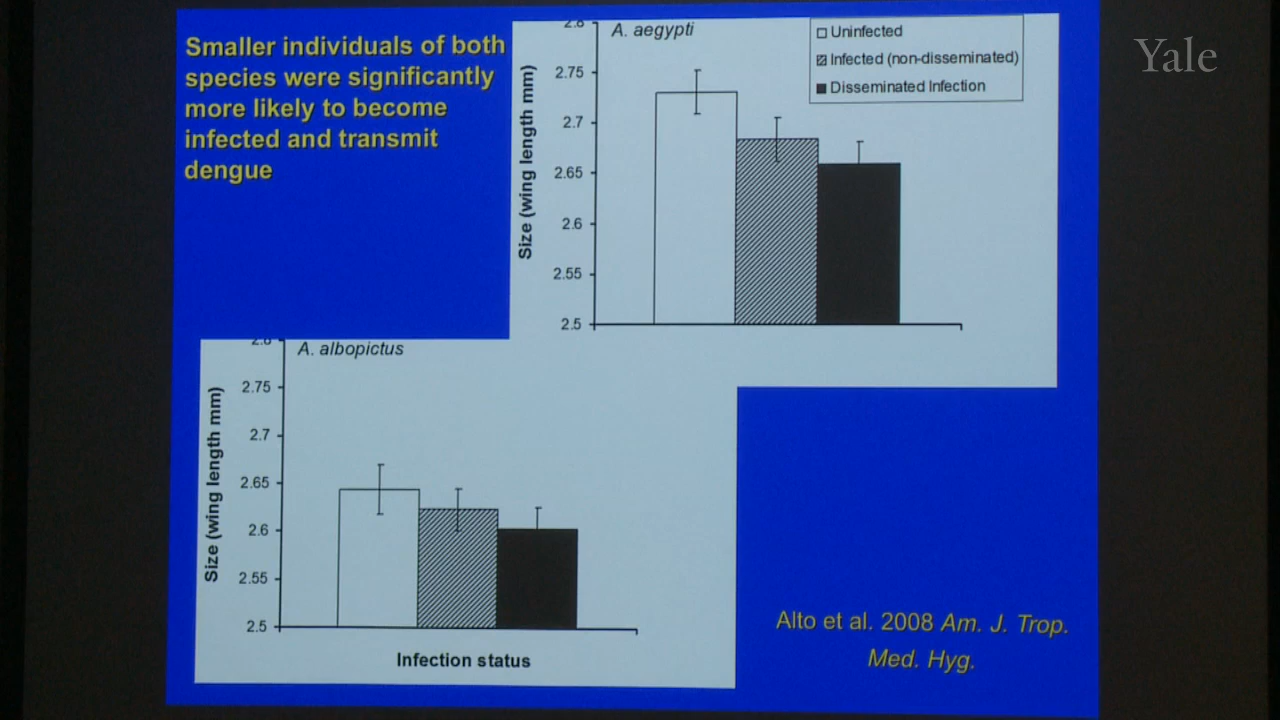 Smaller individuals of both
species were significantly
more likely to become
infected and transmit
dengue
Yale
A. aegypti
Uninfected
Infected (non-disseminated)
Disseminated Infection
Size (wing length mm)
2.8
2.75
2.7
2.65
2.6
2.55
2.5
A. albopictus
Size (wing length mm)
2.8
2.75
2.7
2.65
2.6
2.55
2.5
Infection status
Alto et al. 2008 Am. J. Trop.
Med. Hyg.